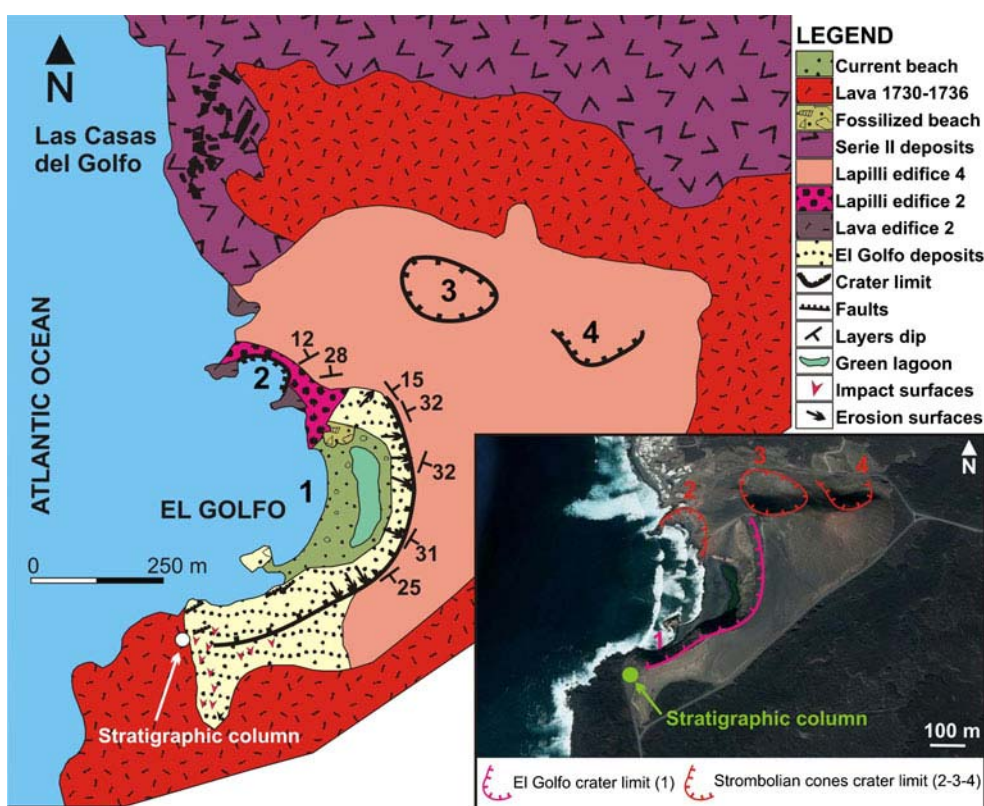 N
Las Casas
del Golfo
ATLANTIC OCEAN
3
4
2
12
28
15
32
32
1
EL GOLFO
31
25
0 250 m
Stratigraphic column
LEGEND
Current beach
Lava 1730-1736
Fossilized beach
Serie II deposits
Lapilli edifice 4
Lapilli edifice 2
Lava edifice 2
El Golfo deposits
Crater limit
Faults
Layers dip
Green lagoon
Impact surfaces
Erosion surfaces
N
3
4
2
1
Stratigraphic column
100 m
El Golfo crater limit (1)
Strombolian cones crater limit (2-3-4)